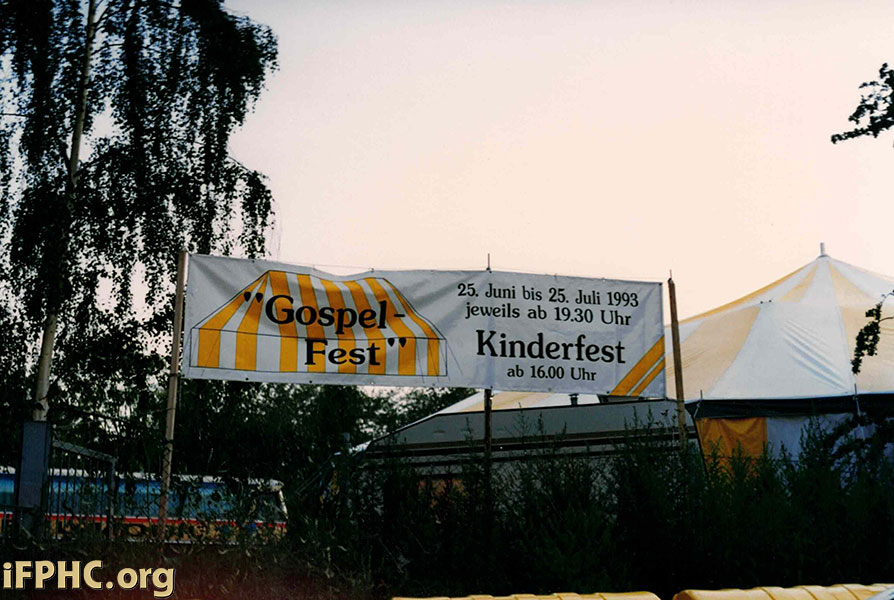 "Gospel-
Fest"
25. Juni bis 25. Juli 1993
jeweils ab 19.30 Uhr
Kinderfest
ab 16.00 Uhr
iFPHC.org